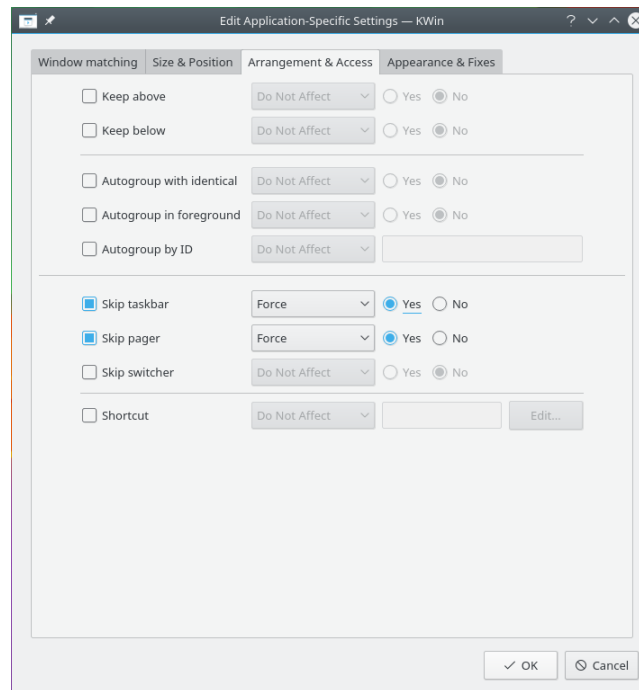 Edit Application-Specific Settings — KWin
Window matching Size & Position Arrangement & Access Appearance & Fixes
Keep above Do Not Affect Yes No
Keep below Do Not Affect Yes No
Autogroup with identical Do Not Affect Yes No
Autogroup in foreground Do Not Affect Yes No
Autogroup by ID Do Not Affect
Skip taskbar Force Yes No
Skip pager Force Yes No
Skip switcher Do Not Affect Yes No
Shortcut Do Not Affect Edit...
OK Cancel